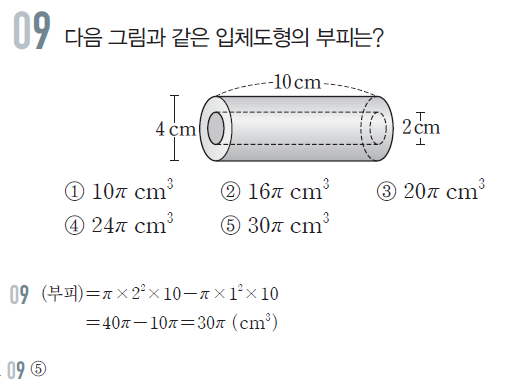 09 다음 그림과 같은 입체도형의 부피는?
10 cm
4 cm
2 cm
① 10π cm³ ② 16π cm³ ③ 20π cm³
④ 24π cm³ ⑤ 30π cm³
09 (부피)=π×2²×10-π×1²×10
=40π-10π=30π (cm³)
09 ⑤